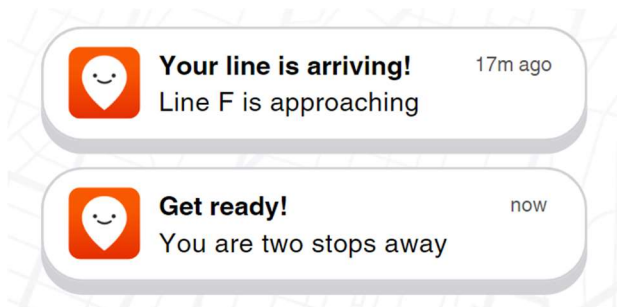 Your line is arriving! 17m ago
Line F is approaching
Get ready! now
You are two stops away